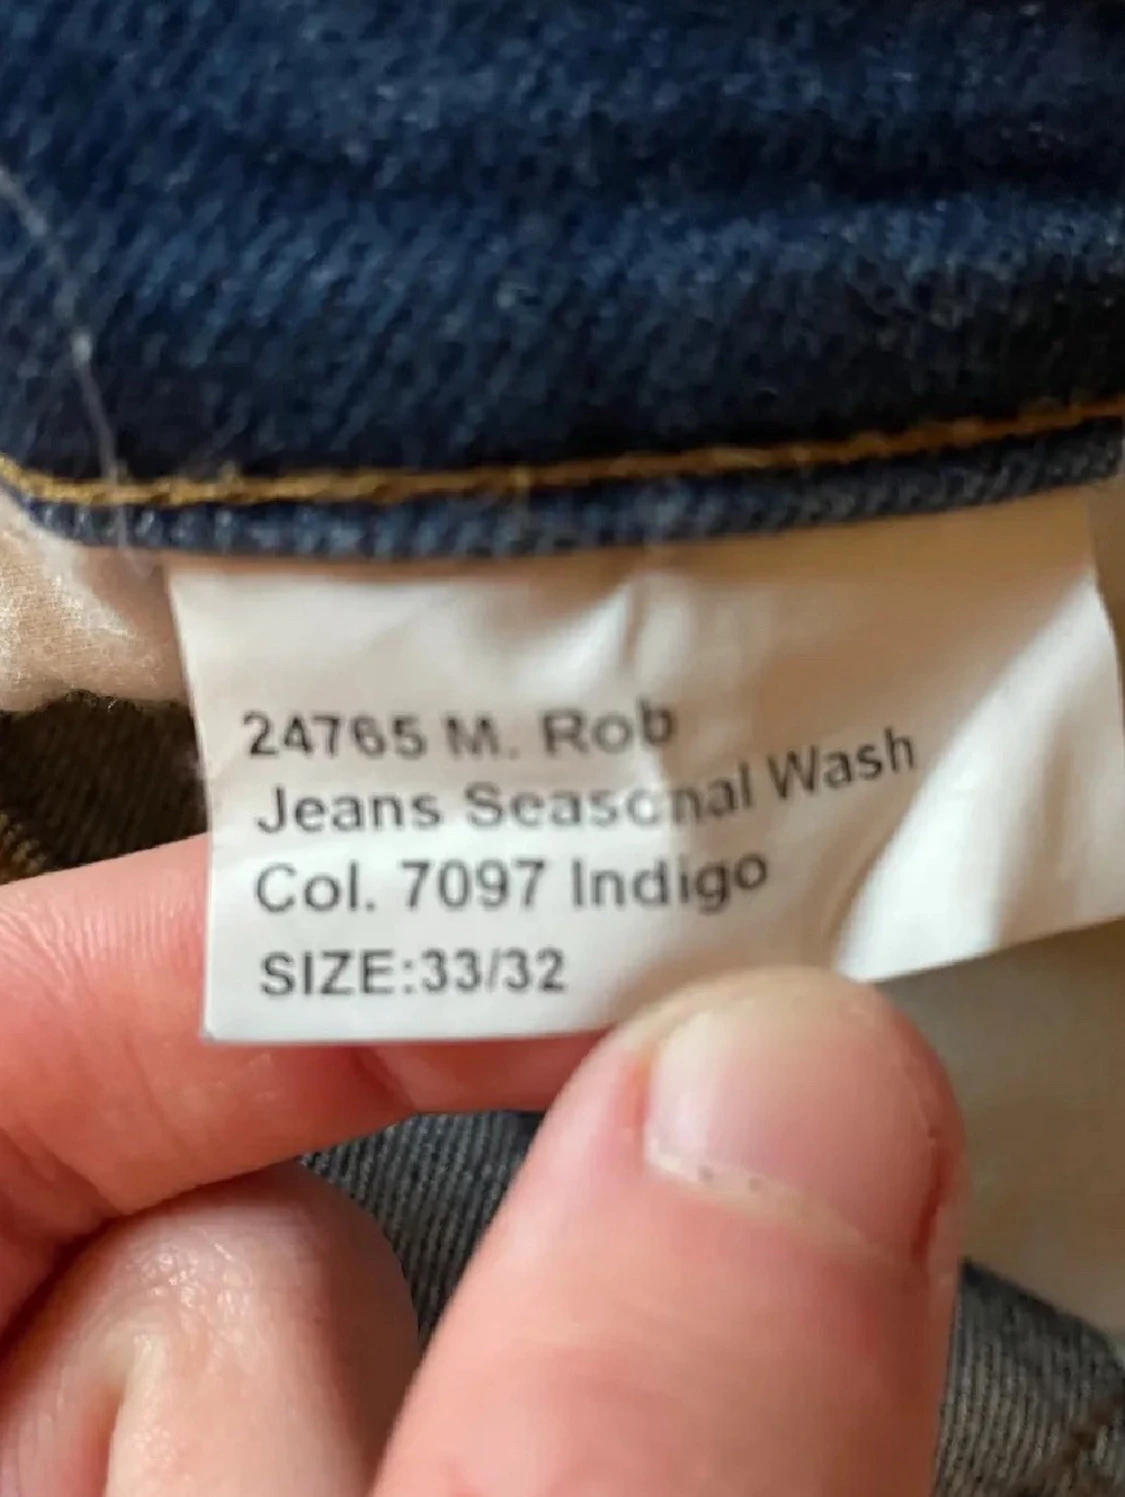 24765 M. Rob
Jeans Seasonal Wash
Col. 7097 Indigo
SIZE:33/32